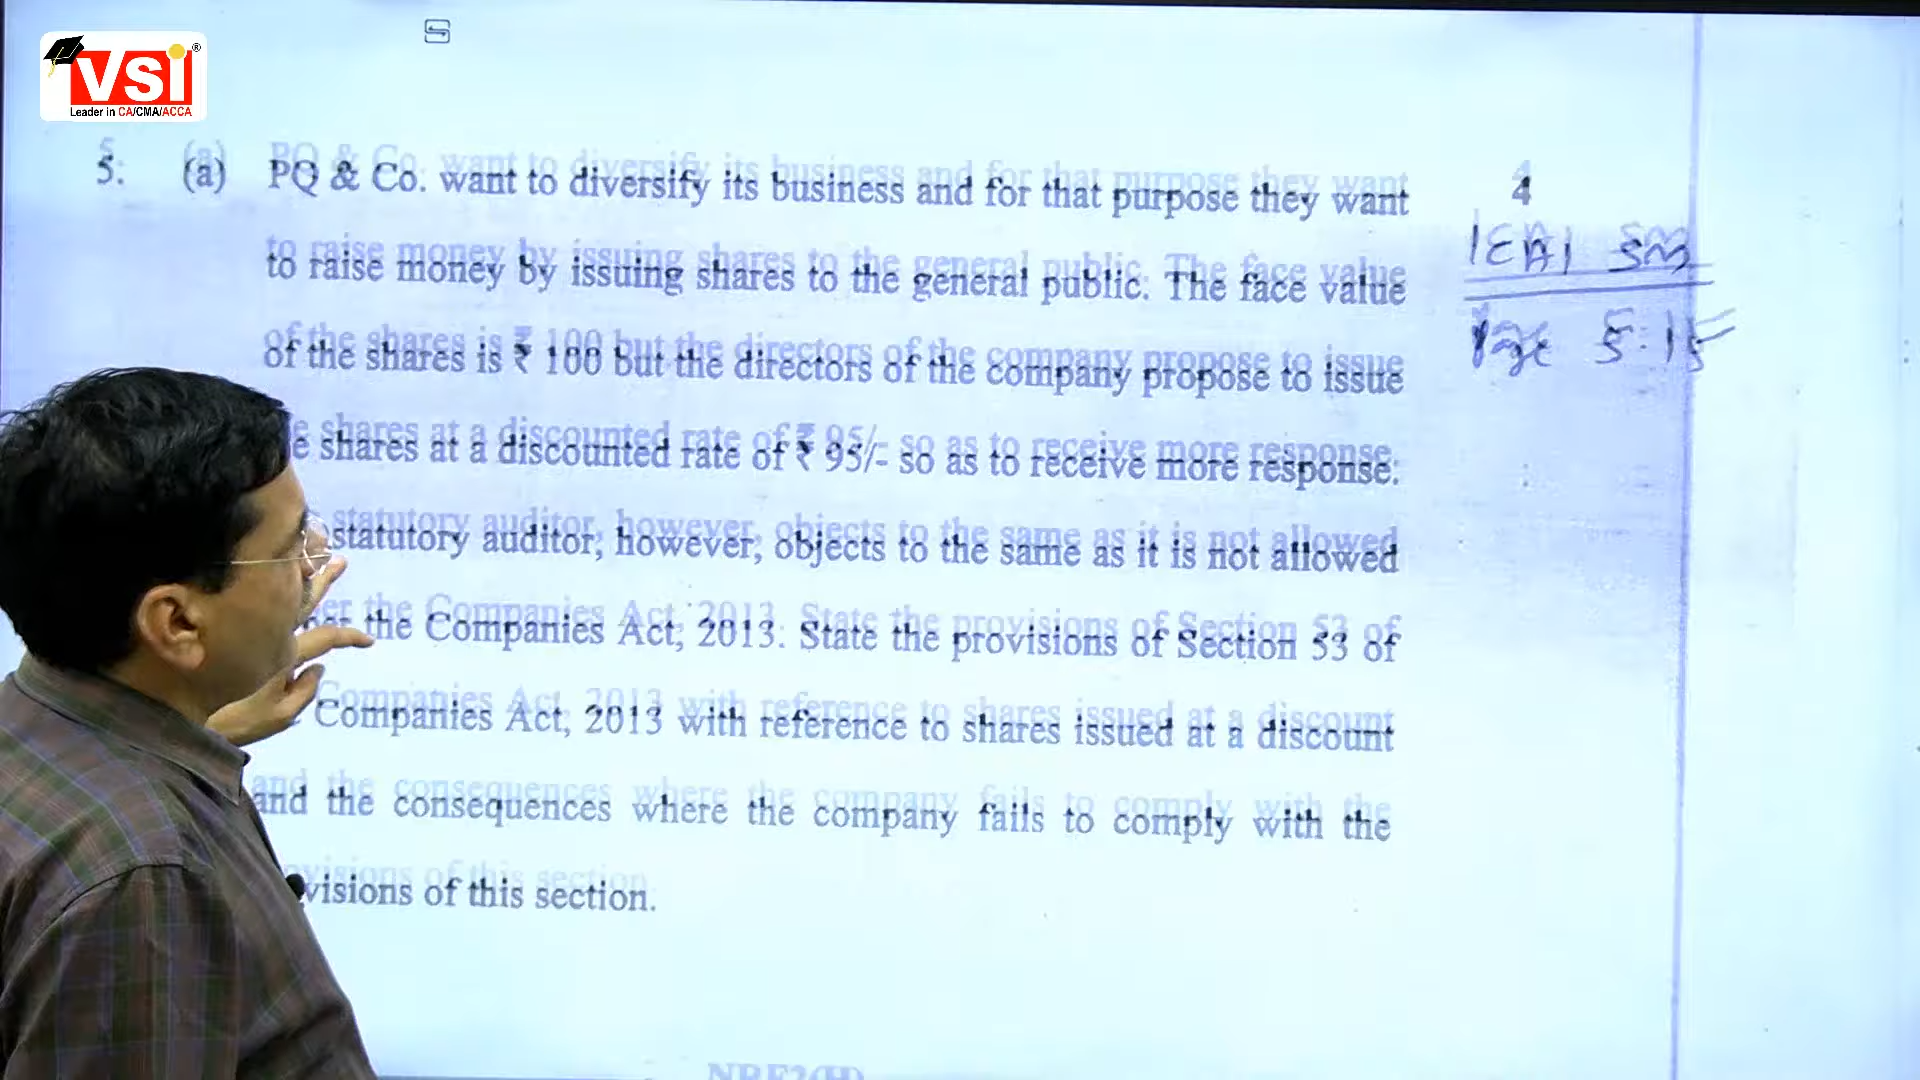 VSI®
Leader in CA/CMA/ACCA
5. (a) PQ & Co. want to diversify its business and for that purpose they want 4
to raise money by issuing shares to the general public. The face value
of the shares is ₹ 100 but the directors of the company propose to issue
shares at a discounted rate of ₹ 95/- so as to receive more response.
statutory auditor, however, objects to the same as it is not allowed
the Companies Act, 2013. State the provisions of Section 53 of
Companies Act, 2013 with reference to shares issued at a discount
and the consequences where the company fails to comply with the
of this section.
ICAI SM
Page 5.15